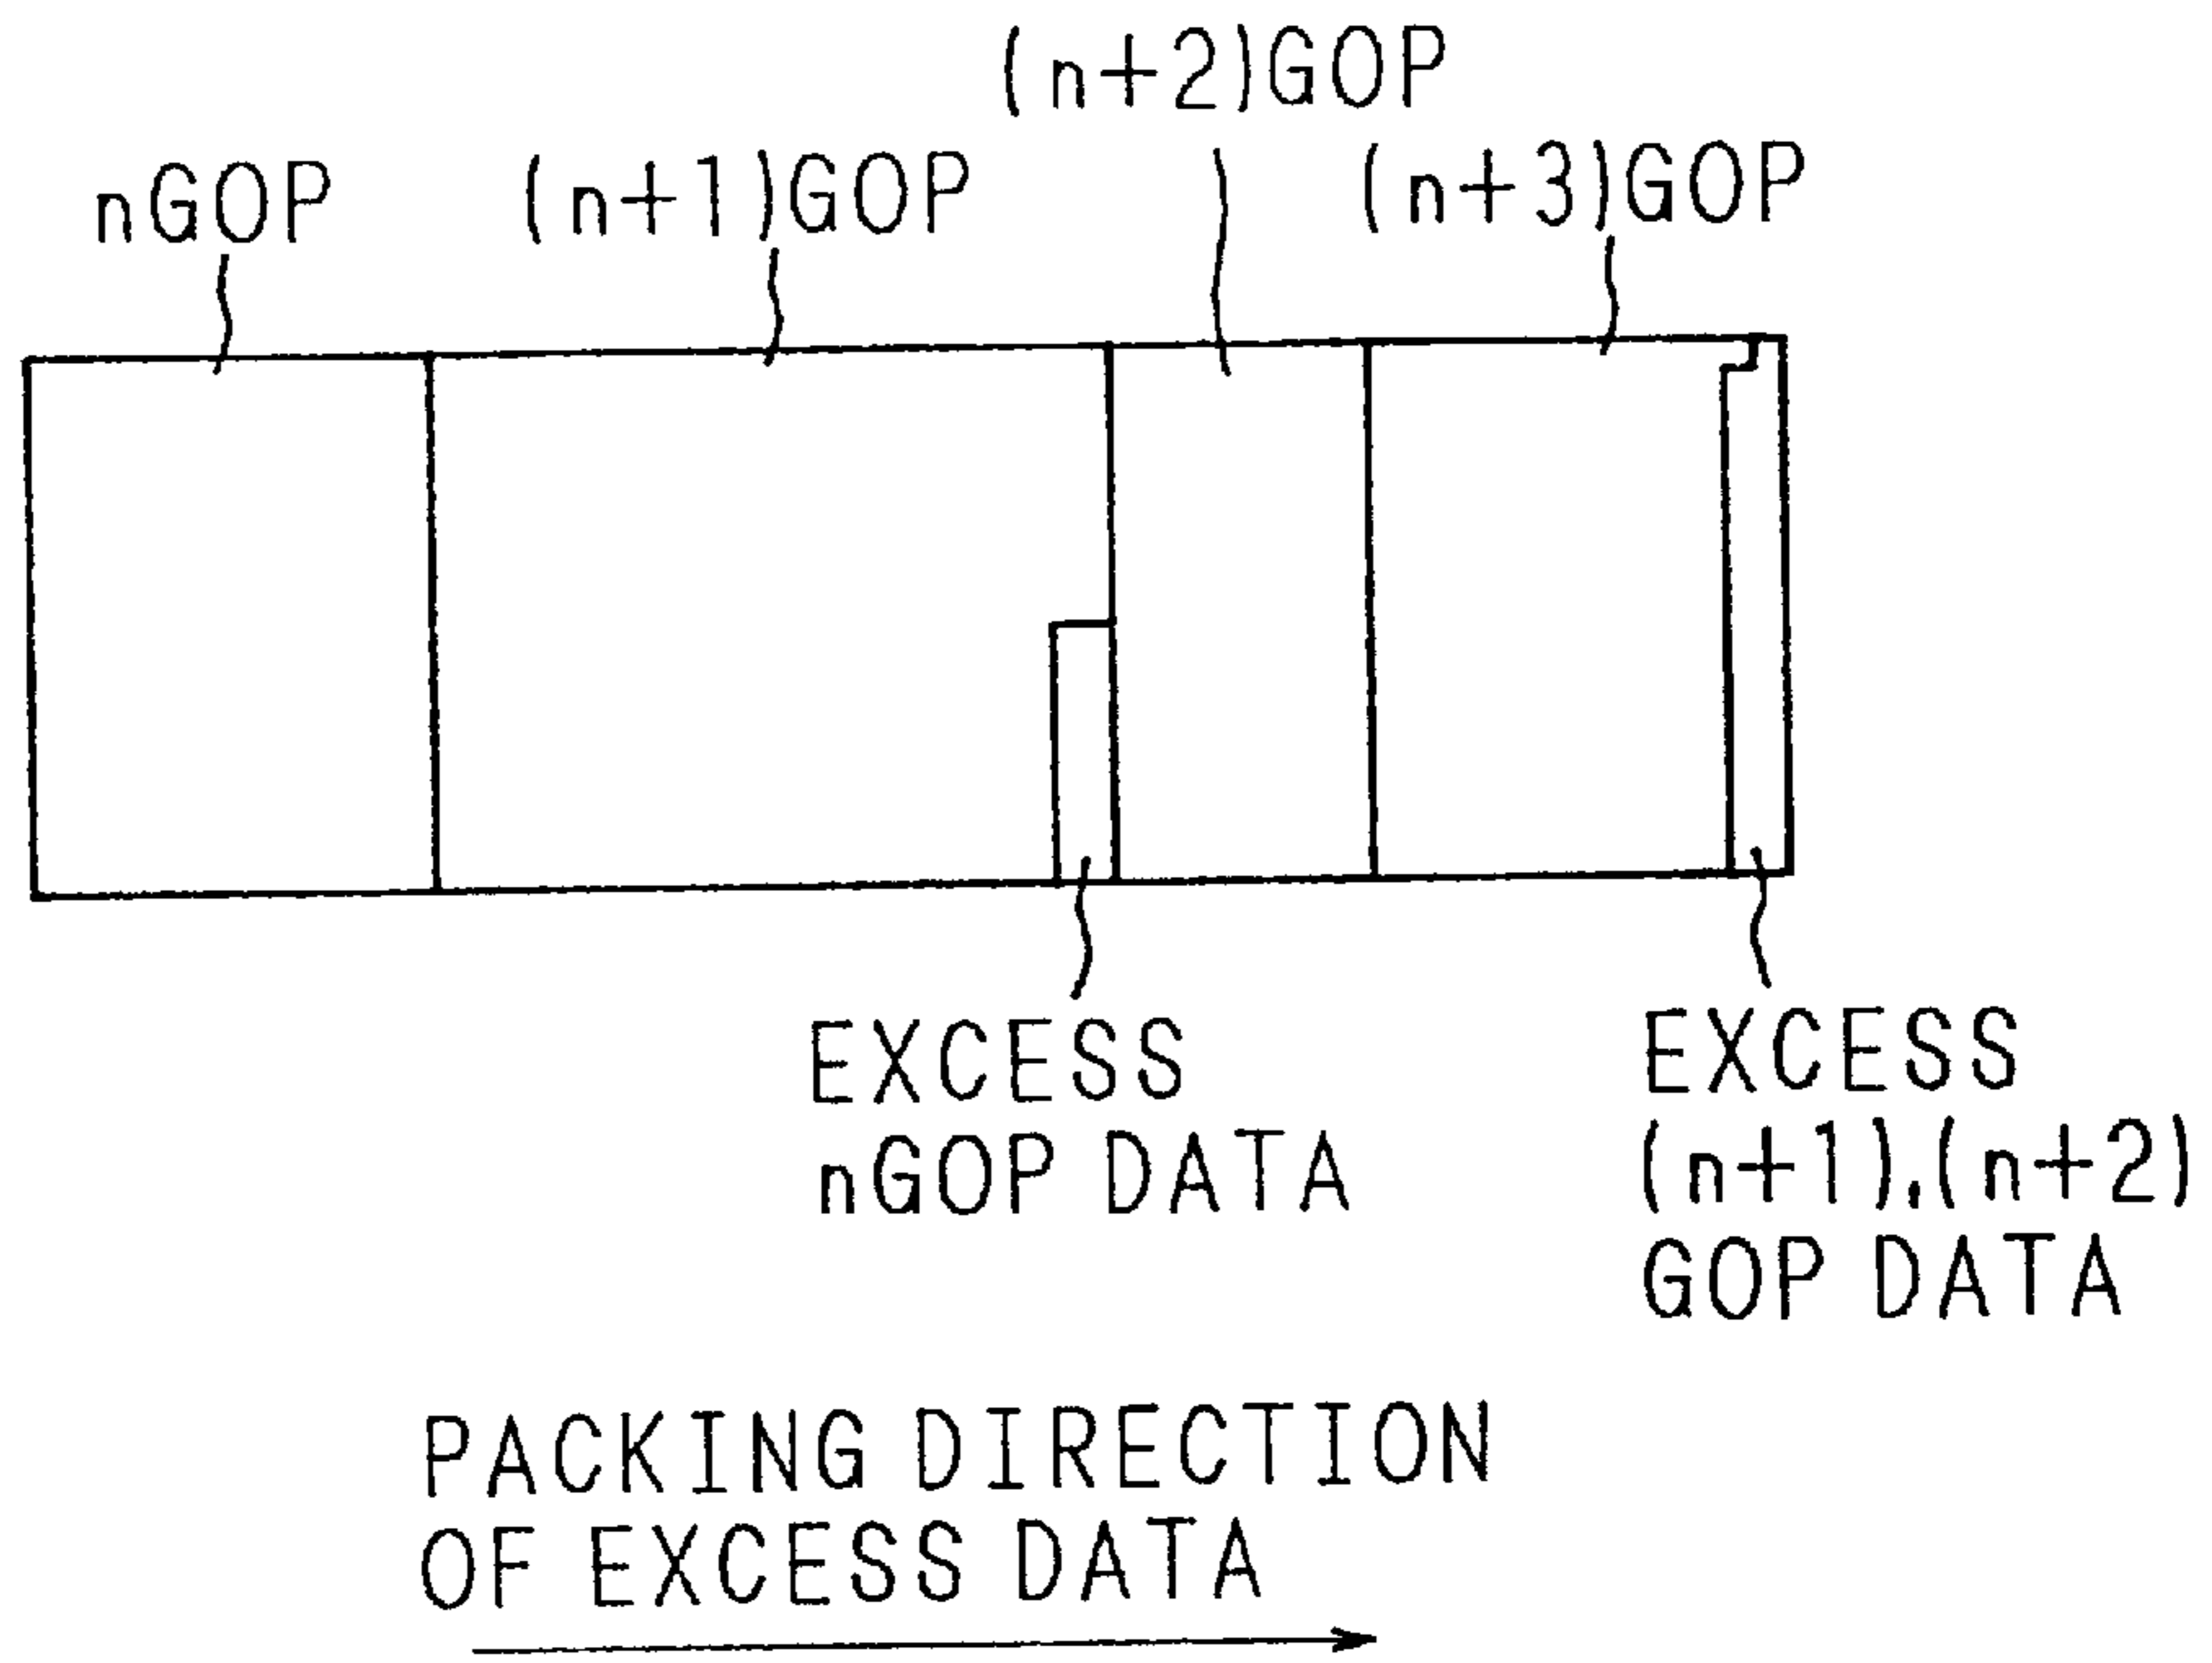 (n+2)GOP
nGOP
(n+1)GOP
(n+3)GOP
EXCESS
nGOP DATA
EXCESS
(n+1),(n+2)
GOP DATA
PACKING DIRECTION
OF EXCESS DATA